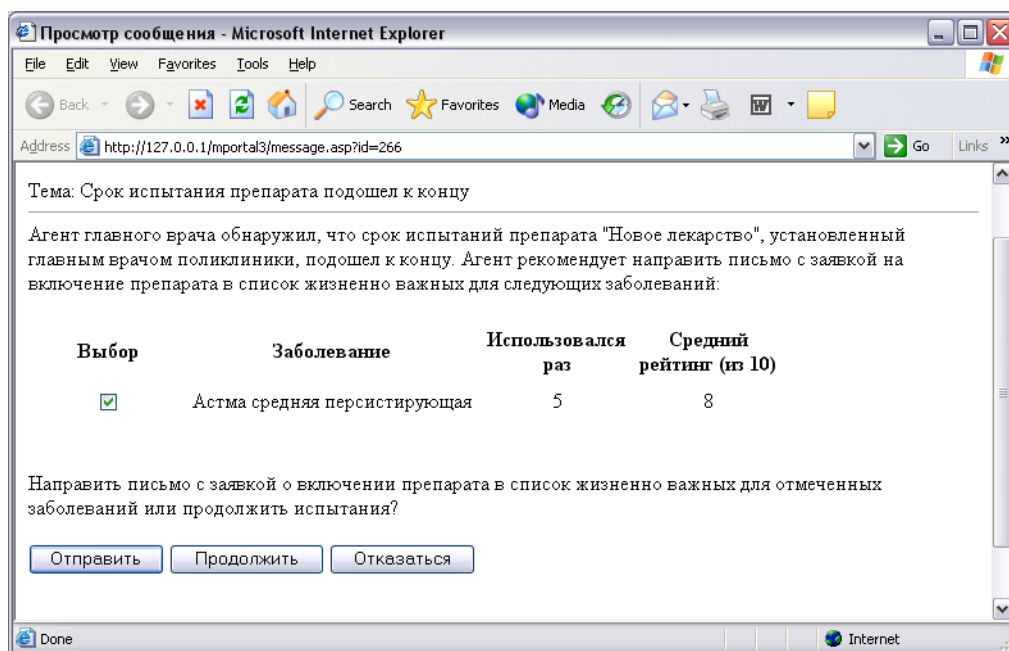 Просмотр сообщения - Microsoft Internet Explorer
File Edit View Favorites Tools Help
Back Search Favorites Media
Address http://127.0.0.1/mportal3/message.asp?id=266 Go Links »
Тема: Срок испытания препарата подошел к концу
Агент главного врача обнаружил, что срок испытаний препарата "Новое лекарство", установленный
главным врачом поликлиники, подошел к концу. Агент рекомендует направить письмо с заявкой на
включение препарата в список жизненно важных для следующих заболеваний:
Выбор Заболевание Использовался раз Средний рейтинг (из 10)
Астма средняя персистирующая 5 8
Направить письмо с заявкой о включении препарата в список жизненно важных для отмеченных
заболеваний или продолжить испытания?
Отправить Продолжить Отказаться
Done Internet